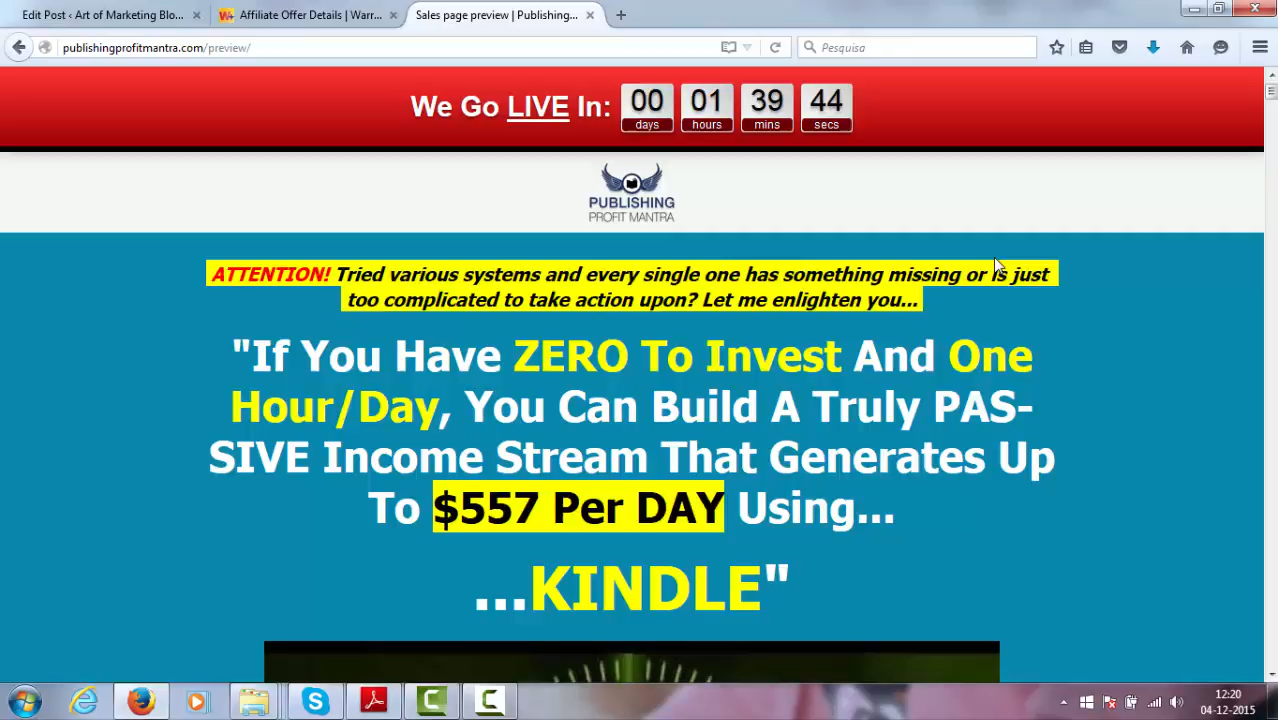 Edit Post ‹ Art of Marketing Blo...
Affiliate Offer Details | Warr...
Sales page preview | Publishing...
publishingprofitmantra.com/preview/
Pesquisa
We Go LIVE In:
00 01 39 44
days hours mins secs
PUBLISHING
PROFIT MANTRA
ATTENTION! Tried various systems and every single one has something missing or is just
too complicated to take action upon? Let me enlighten you...
"If You Have ZERO To Invest And One
Hour/Day, You Can Build A Truly PAS-
SIVE Income Stream That Generates Up
To $557 Per DAY Using...
...KINDLE"
12:20
04-12-2015